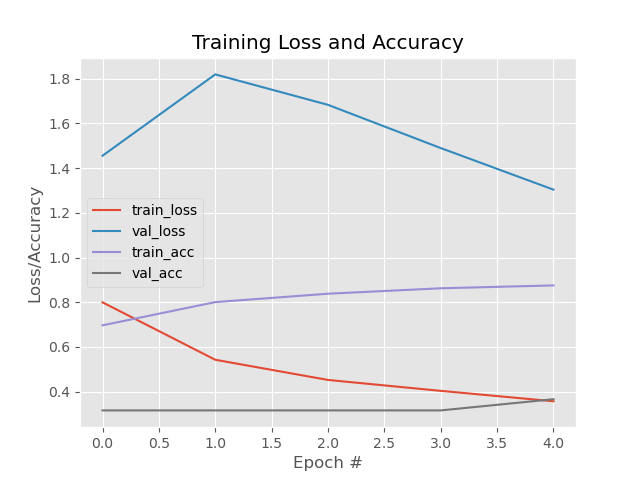 Training Loss and Accuracy
1.8
1.6
1.4
1.2
1.0
0.8
0.6
0.4
Loss/Accuracy
train_loss
val_loss
train_acc
val_acc
0.0 0.5 1.0 1.5 2.0 2.5 3.0 3.5 4.0
Epoch #